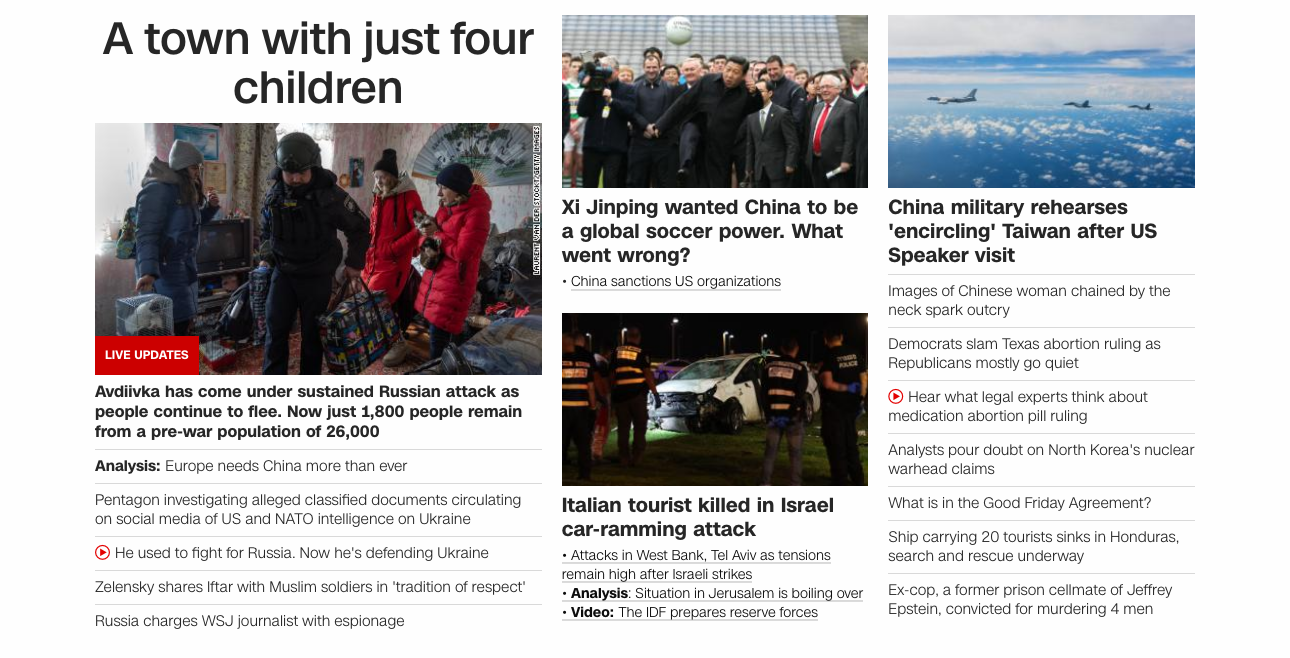 A town with just four
children
LAURENT VAN DER STOCKT/GETTY IMAGES
LIVE UPDATES
Avdiivka has come under sustained Russian attack as
people continue to flee. Now just 1,800 people remain
from a pre-war population of 26,000
Analysis: Europe needs China more than ever
Pentagon investigating alleged classified documents circulating
on social media of US and NATO intelligence on Ukraine
He used to fight for Russia. Now he's defending Ukraine
Zelensky shares Iftar with Muslim soldiers in 'tradition of respect'
Russia charges WSJ journalist with espionage
Xi Jinping wanted China to be
a global soccer power. What
went wrong?
• China sanctions US organizations
Italian tourist killed in Israel
car-ramming attack
• Attacks in West Bank, Tel Aviv as tensions
remain high after Israeli strikes
• Analysis: Situation in Jerusalem is boiling over
• Video: The IDF prepares reserve forces
China military rehearses
'encircling' Taiwan after US
Speaker visit
Images of Chinese woman chained by the
neck spark outcry
Democrats slam Texas abortion ruling as
Republicans mostly go quiet
Hear what legal experts think about
medication abortion pill ruling
Analysts pour doubt on North Korea's nuclear
warhead claims
What is in the Good Friday Agreement?
Ship carrying 20 tourists sinks in Honduras,
search and rescue underway
Ex-cop, a former prison cellmate of Jeffrey
Epstein, convicted for murdering 4 men